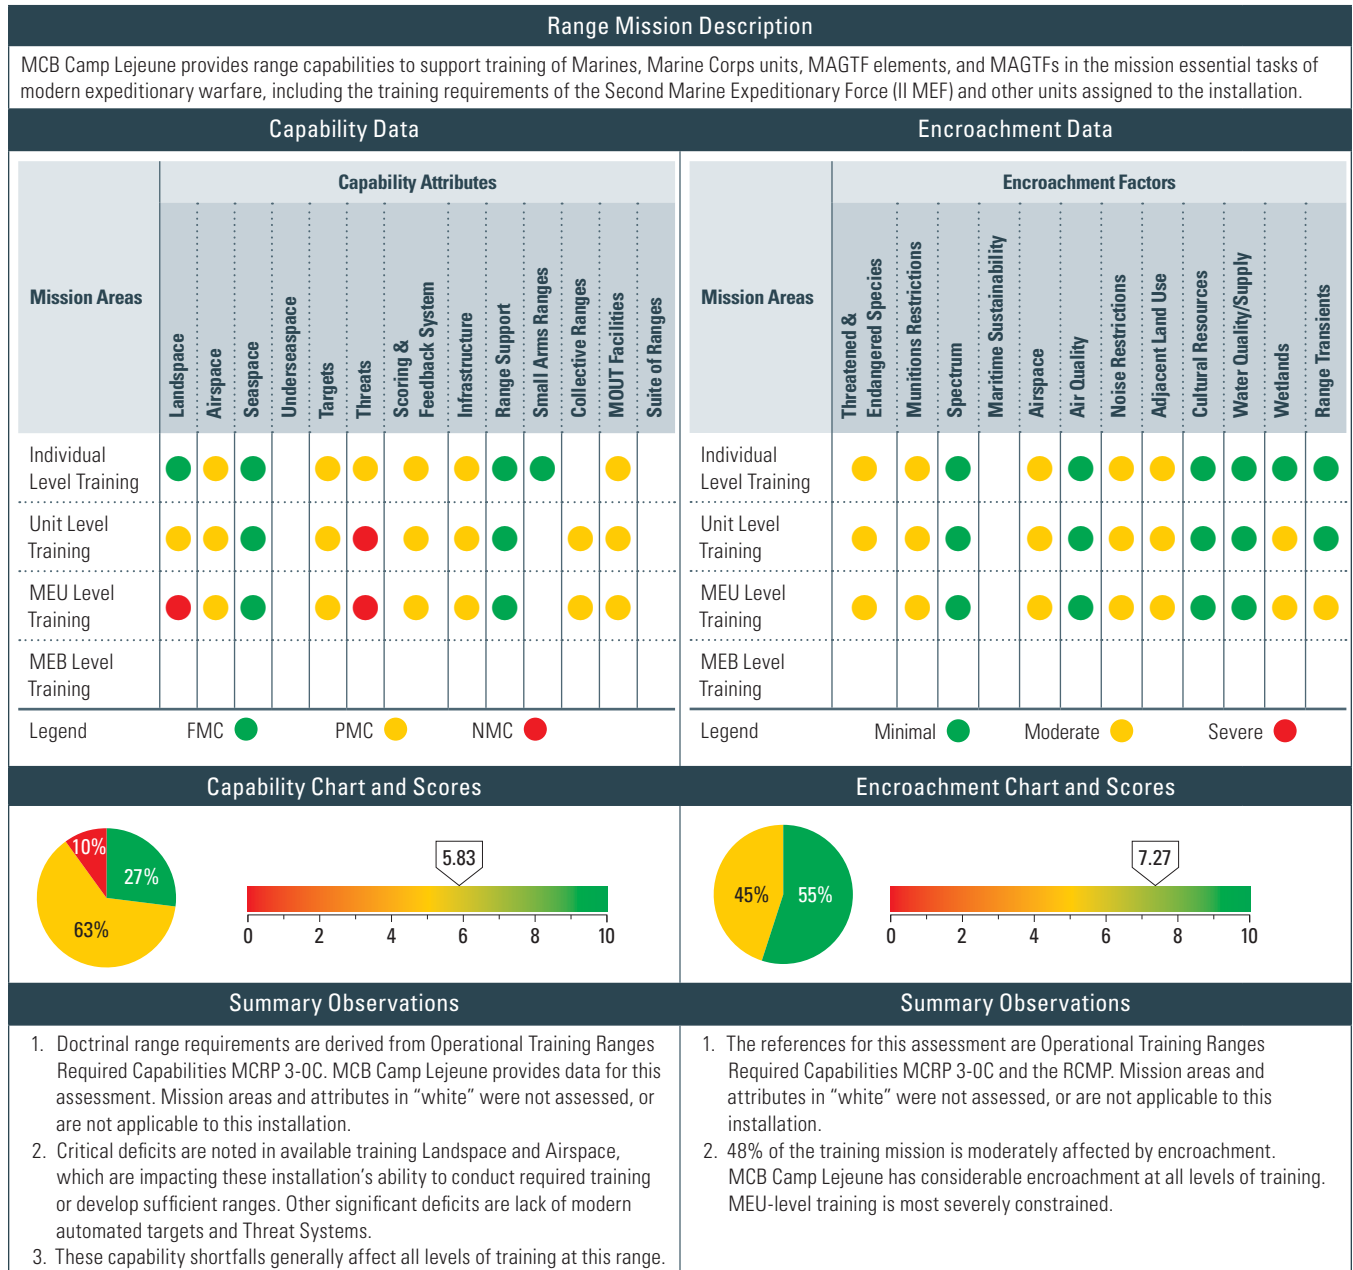 Range Mission Description
MCB Camp Lejeune provides range capabilities to support training of Marines, Marine Corps units, MAGTF elements, and MAGTFs in the mission essential tasks of
modern expeditionary warfare, including the training requirements of the Second Marine Expeditionary Force (II MEF) and other units assigned to the installation.
Capability Data
Mission Areas
Capability Attributes
Landspace
Airspace
Seaspace
Underseaspace
Targets
Threats
Scoring &
Feedback System
Infrastructure
Range Support
Small Arms Ranges
Collective Ranges
MOUT Facilities
Suite of Ranges
Individual
Level Training
Unit Level
Training
MEU Level
Training
MEB Level
Training
Legend
FMC
PMC
NMC
Encroachment Data
Mission Areas
Encroachment Factors
Threatened &
Endangered Species
Munitions Restrictions
Spectrum
Maritime Sustainability
Airspace
Air Quality
Noise Restrictions
Adjacent Land Use
Cultural Resources
Water Quality/Supply
Wetlands
Range Transients
Individual
Level Training
Unit Level
Training
MEU Level
Training
MEB Level
Training
Legend
Minimal
Moderate
Severe
Capability Chart and Scores
10%
27%
63%
5.83
0 2 4 6 8 10
Encroachment Chart and Scores
45%
55%
7.27
0 2 4 6 8 10
Summary Observations
1. Doctrinal range requirements are derived from Operational Training Ranges
Required Capabilities MCRP 3-0C. MCB Camp Lejeune provides data for this
assessment. Mission areas and attributes in “white” were not assessed, or
are not applicable to this installation.
2. Critical deficits are noted in available training Landspace and Airspace,
which are impacting these installation’s ability to conduct required training
or develop sufficient ranges. Other significant deficits are lack of modern
automated targets and Threat Systems.
3. These capability shortfalls generally affect all levels of training at this range.
Summary Observations
1. The references for this assessment are Operational Training Ranges
Required Capabilities MCRP 3-0C and the RCMP. Mission areas and
attributes in “white” were not assessed, or are not applicable to this
installation.
2. 48% of the training mission is moderately affected by encroachment.
MCB Camp Lejeune has considerable encroachment at all levels of training.
MEU-level training is most severely constrained.